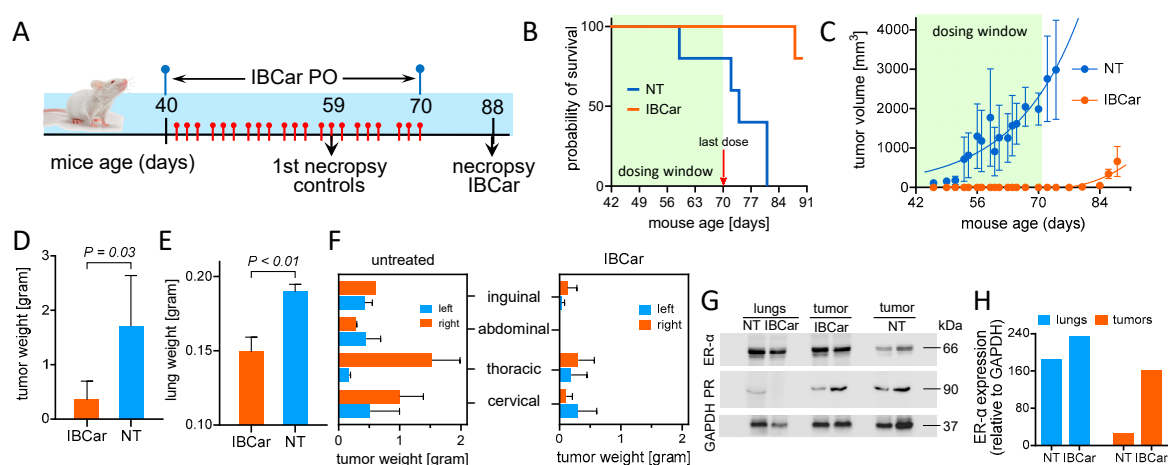 A
IBCar PO
40
59
70
88
mice age (days)
1st necropsy
controls
necropsy
IBCar
B
probability of survival
100
50
0
NT
IBCar
last dose
dosing window
42 49 56 63 70 77 84 91
mouse age [days]
C
tumor volume [mm³]
dosing window
4000
3000
2000
1000
0
NT
IBCar
42 56 70 84
mouse age (days)
D
tumor weight [gram]
P = 0.03
3
2
1
0
IBCar NT
E
lung weight [gram]
P < 0.01
0.20
0.15
0.10
IBCar NT
F
untreated
left
right
0 1 2
tumor weight [gram]
inguinal
abdominal
thoracic
cervical
IBCar
left
right
0 1 2
tumor weight [gram]
G
lungs tumor tumor
NT IBCar IBCar NT kDa
ER-α 66
PR 90
GAPDH 37
H
lungs tumors
ER-α expression
(relative to GAPDH)
240
160
80
0
NT IBCar NT IBCar